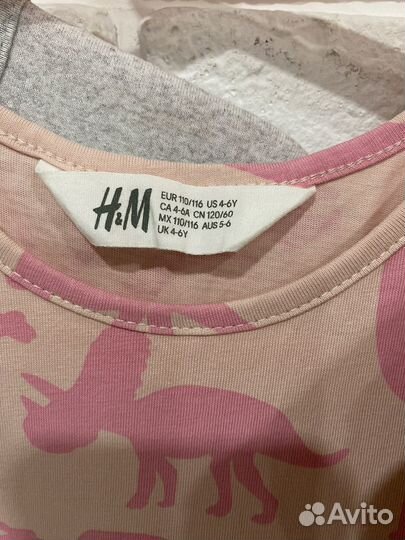 H&M
EUR 110/116 US 4-6Y
CA 4-6A CN 120/60
MX 110/116 AUS 5-6
UK 4-6Y
Avito